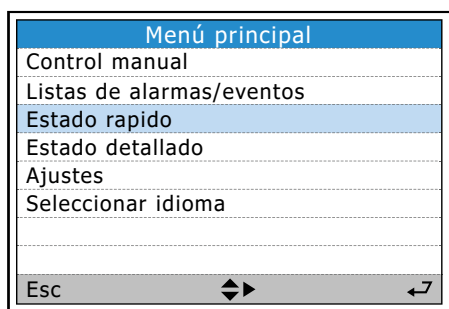 Menú principal
Control manual
Listas de alarmas/eventos
Estado rapido
Estado detallado
Ajustes
Seleccionar idioma
Esc